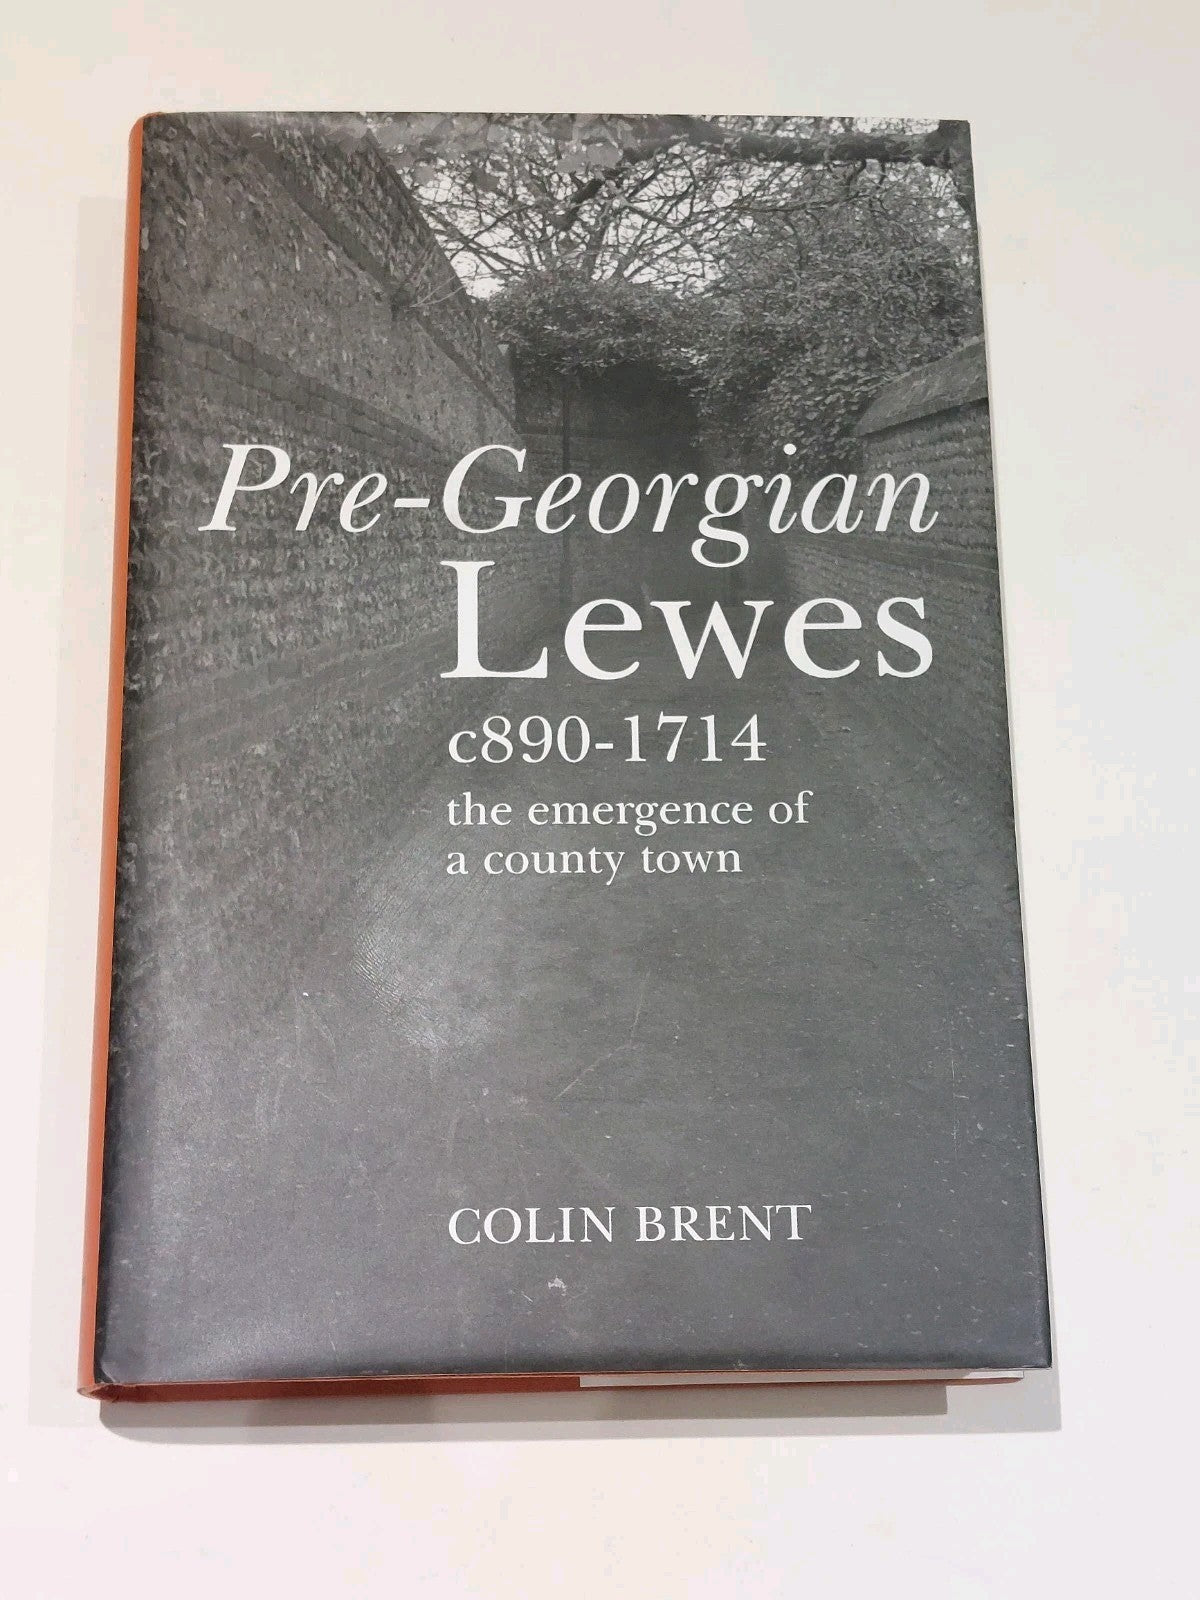 Pre-Georgian
Lewes
c890-1714
the emergence of
a county town
COLIN BRENT